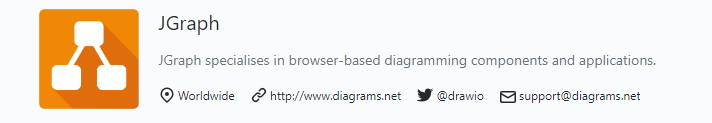 JGraph
JGraph specialises in browser-based diagramming components and applications.
Worldwide http://www.diagrams.net @drawio support@diagrams.net